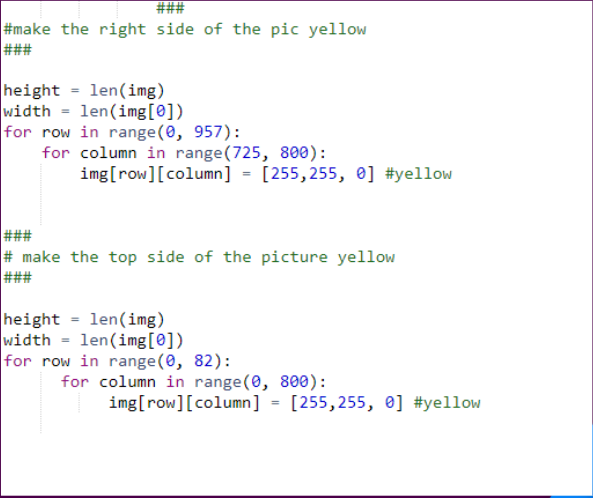 ###
#make the right side of the pic yellow
###
height = len(img)
width = len(img[0])
for row in range(0, 957):
for column in range(725, 800):
img[row][column] = [255,255, 0] #yellow
###
# make the top side of the picture yellow
###
height = len(img)
width = len(img[0])
for row in range(0, 82):
for column in range(0, 800):
img[row][column] = [255,255, 0] #yellow